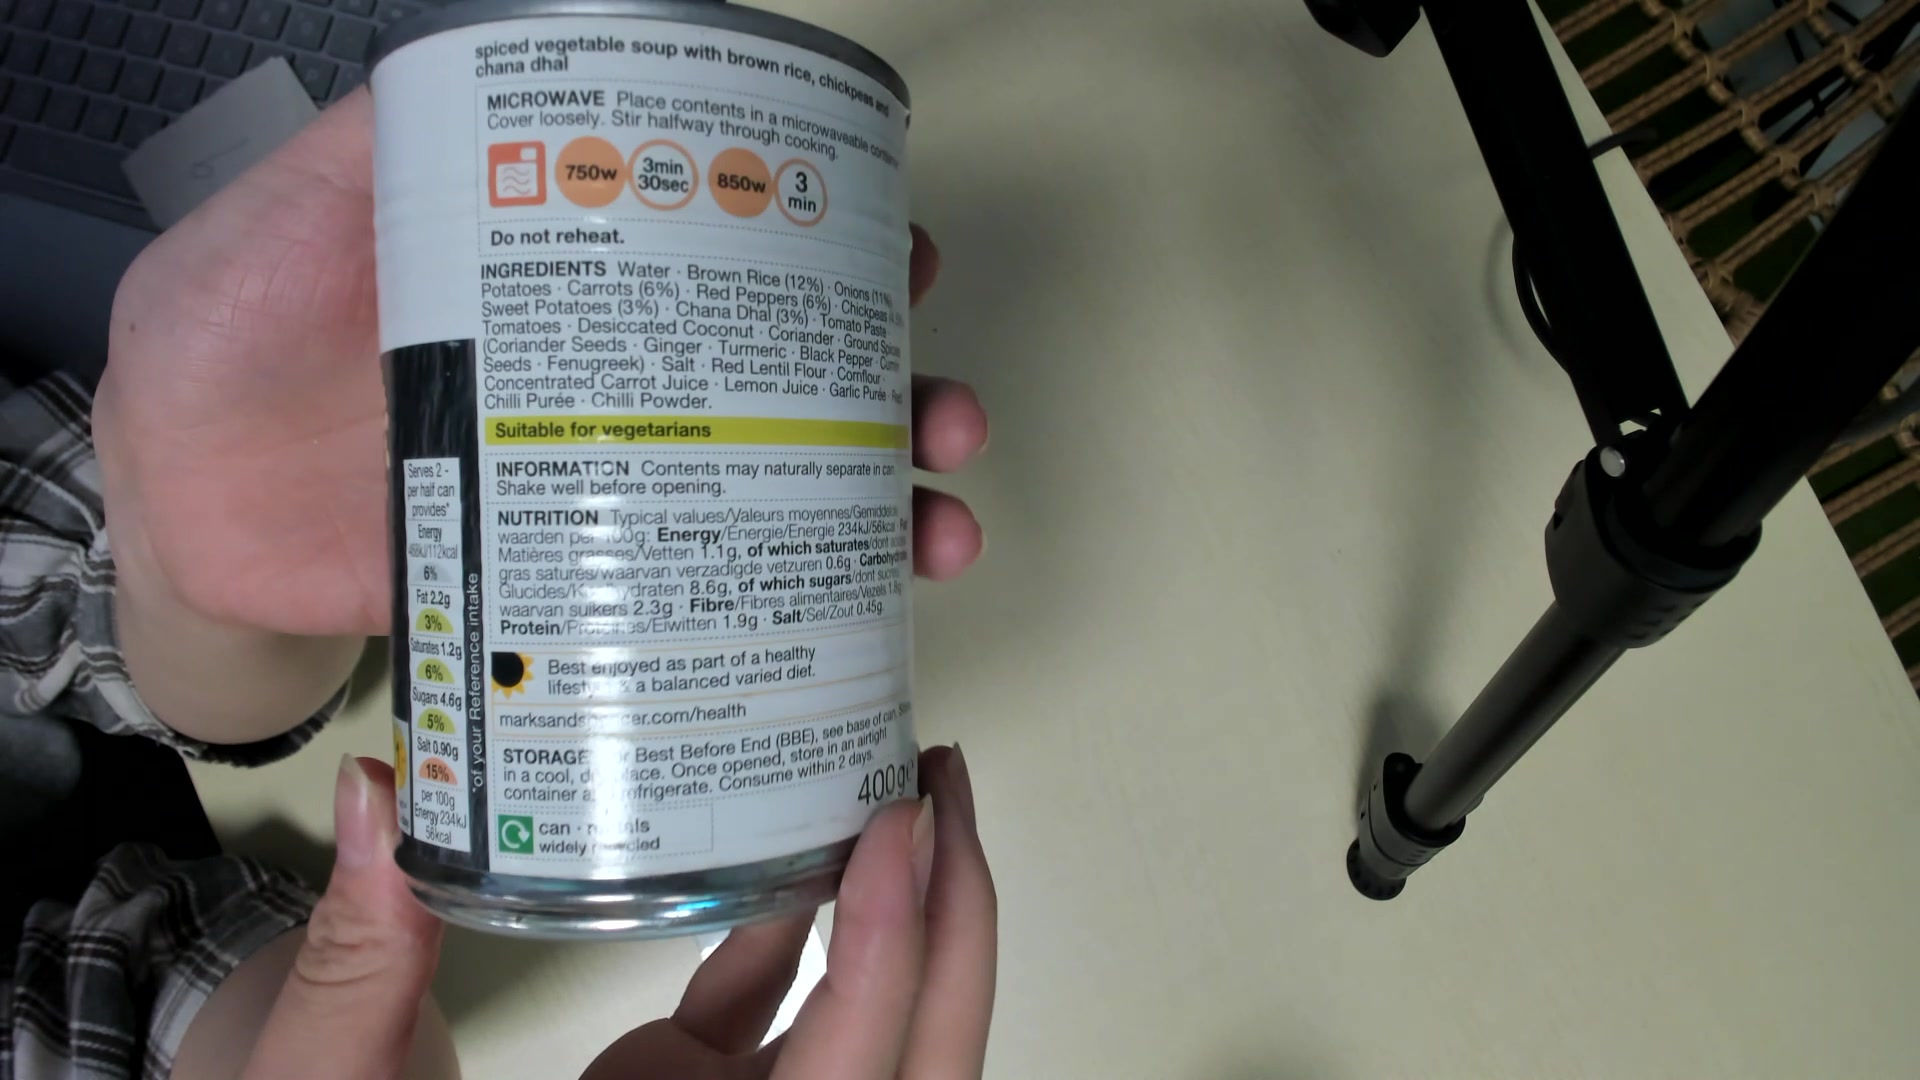 spiced vegetable soup with brown rice, chickpeas and
chana dhal
MICROWAVE Place contents in a microwaveable container
Cover loosely. Stir halfway through cooking.
750w
3min
30sec
850w
3
min
Do not reheat.
INGREDIENTS Water · Brown Rice (12%) · Onions (11%)
Potatoes · Carrots (6%) · Red Peppers (6%) · Chickpeas
Sweet Potatoes (3%) · Chana Dhal (3%) · Tomato Paste
Tomatoes · Desiccated Coconut · Coriander · Ground Spices
(Coriander Seeds · Ginger · Turmeric · Black Pepper · Cumin
Seeds · Fenugreek) · Salt · Red Lentil Flour · Cornflour ·
Concentrated Carrot Juice · Lemon Juice · Garlic Purée · Red
Chilli Purée · Chilli Powder.
Suitable for vegetarians
INFORMATION Contents may naturally separate in can.
Shake well before opening.
NUTRITION Typical values/Valeurs moyennes/Gemiddelde
waarden per 100g: Energy/Énergie/Energie 234kJ/56kcal ·
Matières grasses/Vetten 1.1g, of which saturates/dont
gras saturés/waarvan verzadigde vetzuren 0.6g · Carbohydrate
Glucides/Koolhydraten 8.6g, of which sugars/dont sucres
waarvan suikers 2.3g · Fibre/Fibres alimentaires/Vezels
Protein/Protéines/Eiwitten 1.9g · Salt/Sel/Zout 0.45g
Best enjoyed as part of a healthy
lifestyle & a balanced varied diet.
marksandspencer.com/health
STORAGE For Best Before End (BBE), see base of can.
in a cool, dry place. Once opened, store in an airtight
container and refrigerate. Consume within 2 days.
400g
can · metals
widely recycled
Serves 2 -
per half can
provides*
Energy
468kJ/112kcal
6%
Fat 2.2g
3%
Saturates 1.2g
6%
Sugars 4.6g
5%
Salt 0.90g
15%
per 100g
Energy 234kJ
56kcal
*of your Reference intake